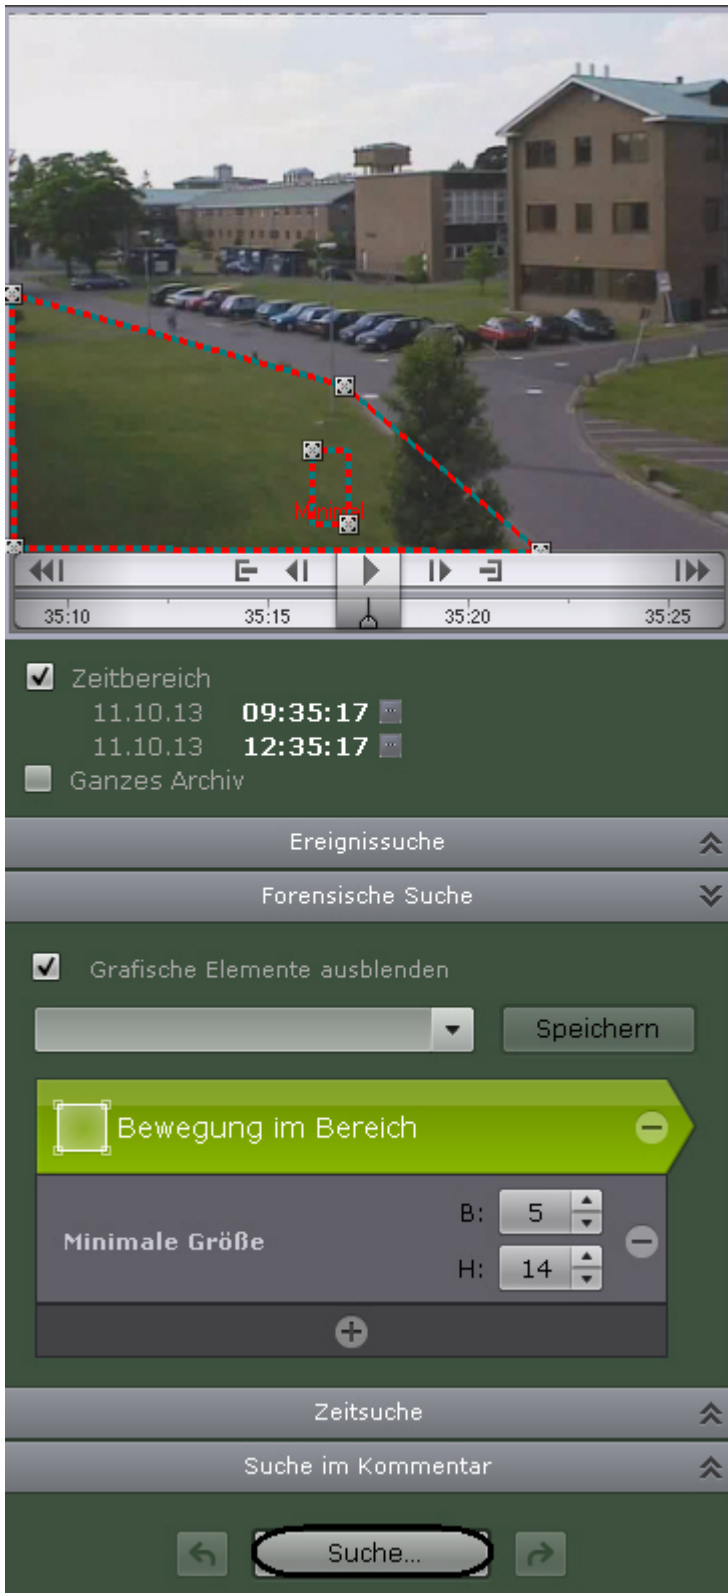 Minimal
35:10 35:15 35:20 35:25
Zeitbereich
11.10.13 09:35:17
11.10.13 12:35:17
Ganzes Archiv
Ereignissuche
Forensische Suche
Grafische Elemente ausblenden
Speichern
Bewegung im Bereich
B: 5
Minimale Größe
H: 14
Zeitsuche
Suche im Kommentar
Suche...